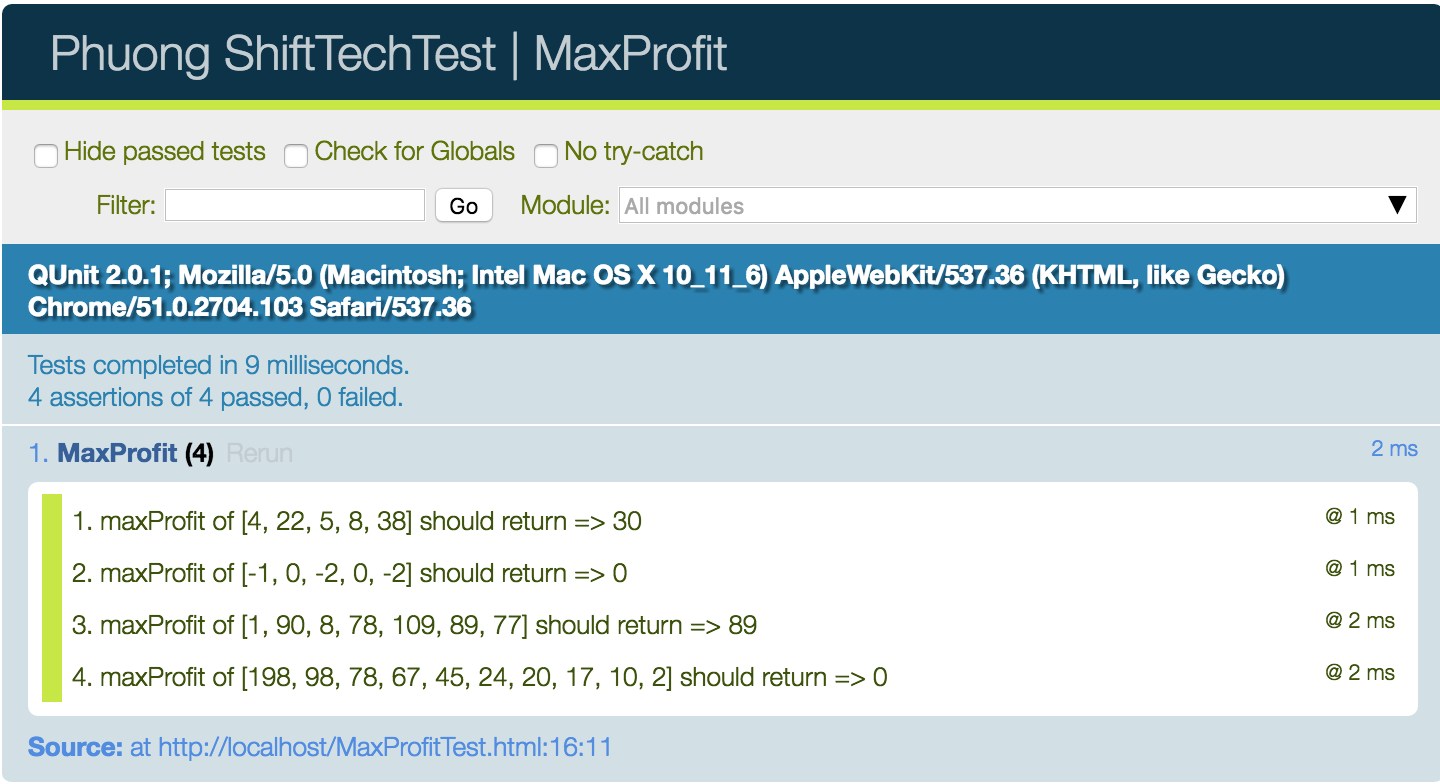 Phuong ShiftTechTest | MaxProfit
Hide passed tests Check for Globals No try-catch
Filter: Go Module: All modules ▼
QUnit 2.0.1; Mozilla/5.0 (Macintosh; Intel Mac OS X 10_11_6) AppleWebKit/537.36 (KHTML, like Gecko)
Chrome/51.0.2704.103 Safari/537.36
Tests completed in 9 milliseconds.
4 assertions of 4 passed, 0 failed.
1. MaxProfit (4) Rerun 2 ms
1. maxProfit of [4, 22, 5, 8, 38] should return => 30 @ 1 ms
2. maxProfit of [-1, 0, -2, 0, -2] should return => 0 @ 1 ms
3. maxProfit of [1, 90, 8, 78, 109, 89, 77] should return => 89 @ 2 ms
4. maxProfit of [198, 98, 78, 67, 45, 24, 20, 17, 10, 2] should return => 0 @ 2 ms
Source: at http://localhost/MaxProfitTest.html:16:11